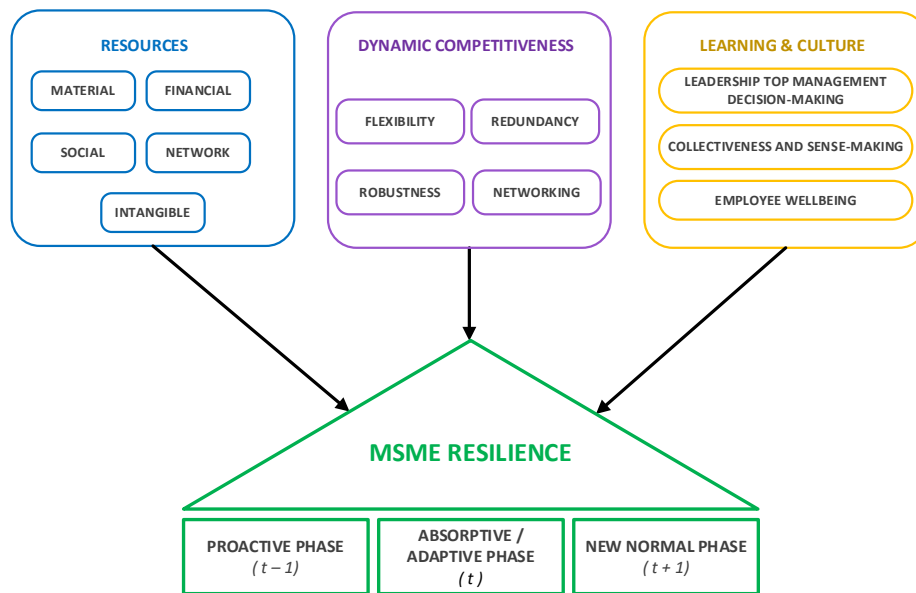 RESOURCES
MATERIAL
FINANCIAL
SOCIAL
NETWORK
INTANGIBLE
DYNAMIC COMPETITIVENESS
FLEXIBILITY
REDUNDANCY
ROBUSTNESS
NETWORKING
LEARNING & CULTURE
LEADERSHIP TOP MANAGEMENT
DECISION-MAKING
COLLECTIVENESS AND SENSE-MAKING
EMPLOYEE WELLBEING
MSME RESILIENCE
PROACTIVE PHASE
( t – 1)
ABSORPTIVE /
ADAPTIVE PHASE
( t )
NEW NORMAL PHASE
( t + 1)